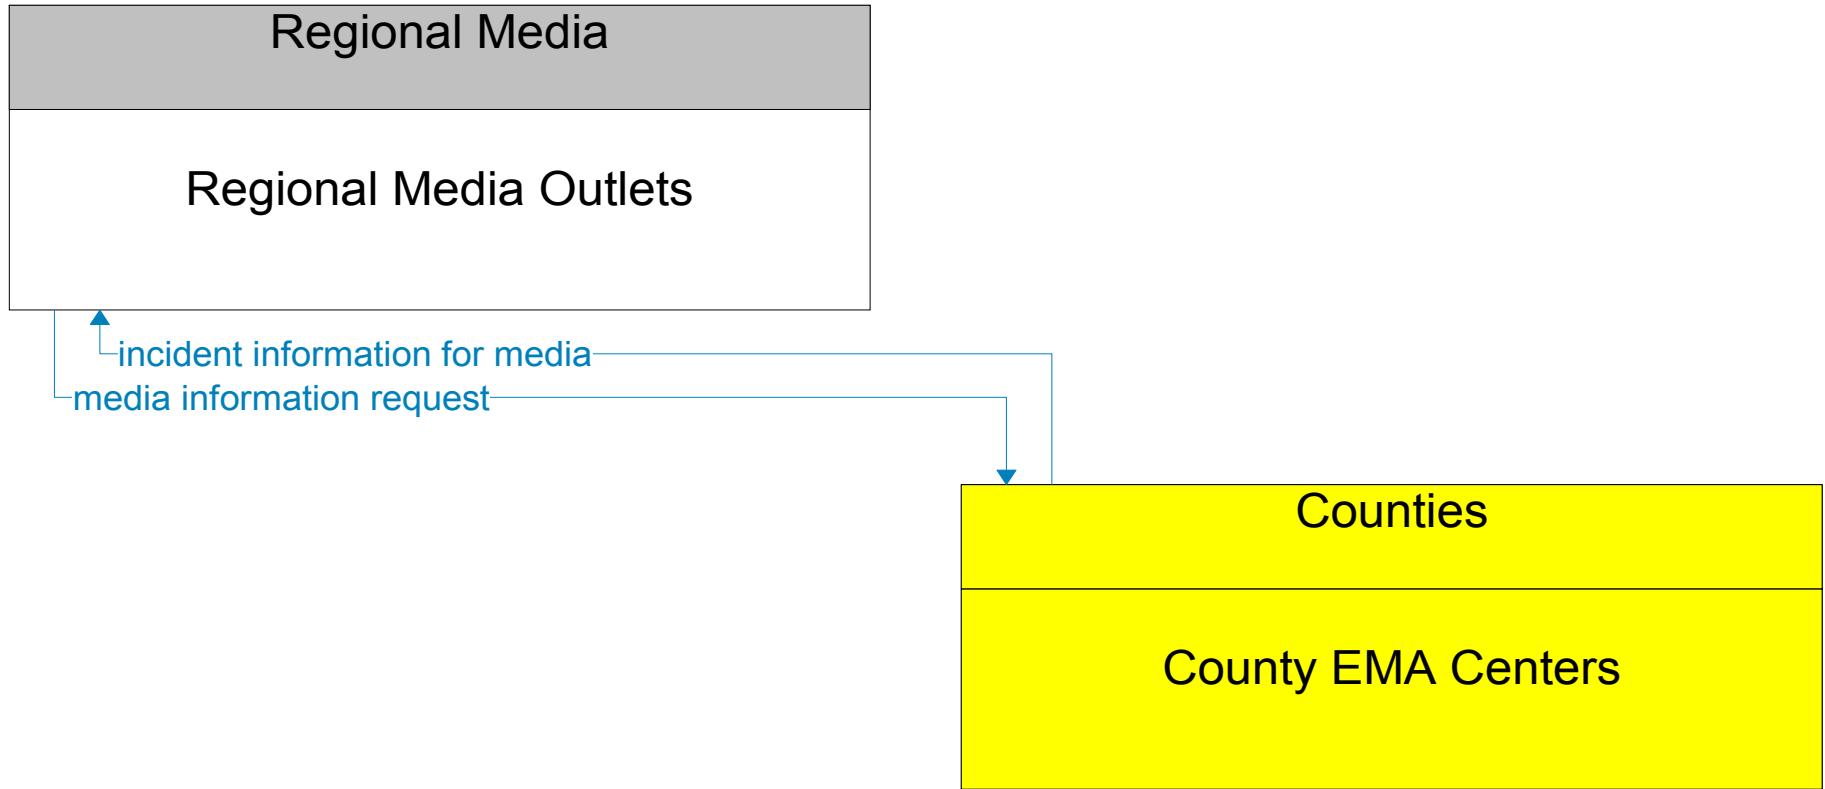 Regional Media
Regional Media Outlets
incident information for media
media information request
Counties
County EMA Centers